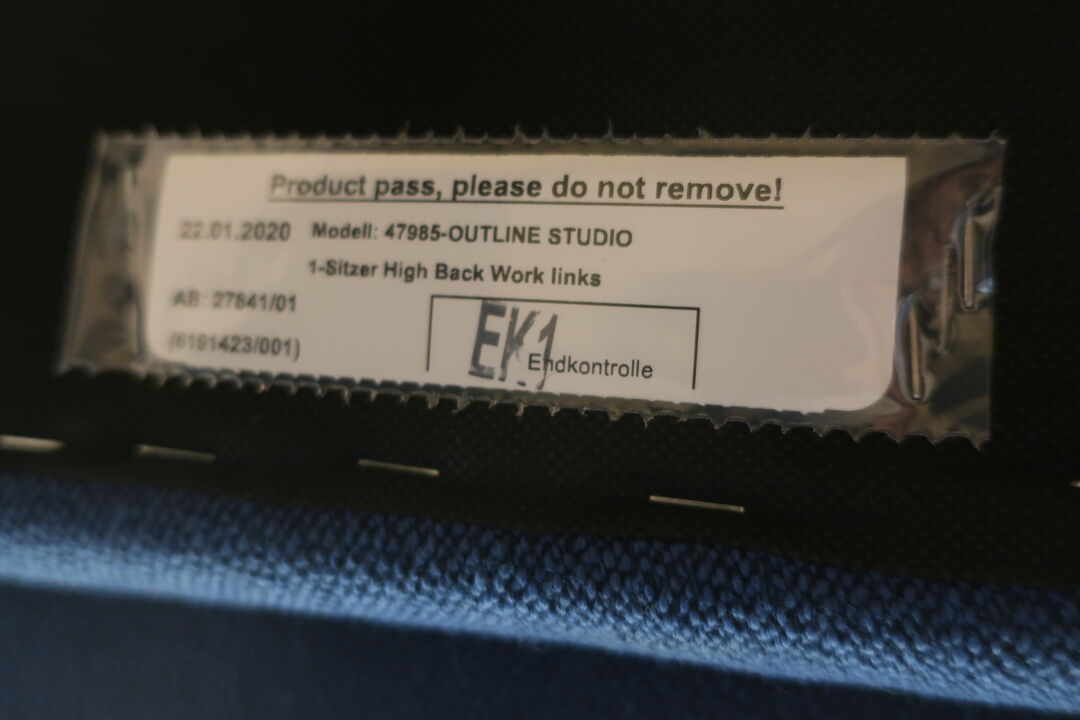 Product pass, please do not remove!
22.01.2020 Modell: 47985-OUTLINE STUDIO
1-Sitzer High Back Work links
AB: 27841/01
(6191423/001)
EK1
Endkontrolle